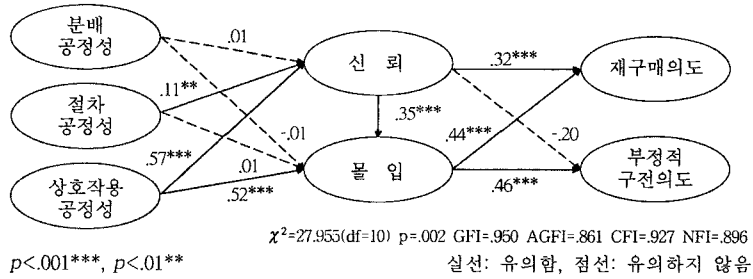 분배
공정성
절차
공정성
상호작용
공정성
신 뢰
몰 입
재구매의도
부정적
구전의도
.01
.11**
-.01
.57***
.01
.52***
.35***
.32***
.44***
-.20
.46***
χ²=27.955(df=10) p=.002 GFI=.950 AGFI=.861 CFI=.927 NFI=.896
p<.001***, p<.01**
실선: 유의함, 점선: 유의하지 않음